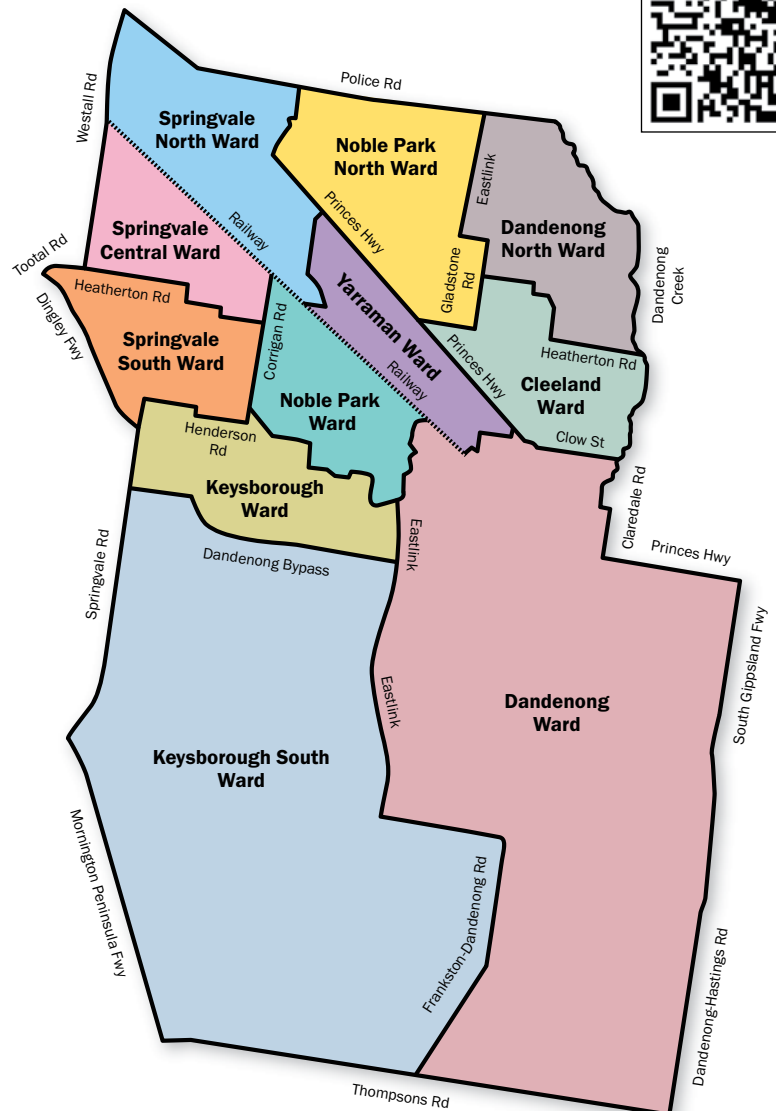 Police Rd
Westall Rd
Springvale
North Ward
Noble Park
North Ward
Eastlink
Dandenong
North Ward
Railway
Princes Hwy
Springvale
Central Ward
Tootal Rd
Gladstone
Rd
Dandenong
Creek
Heatherton Rd
Dingley Fwy
Yarraman Ward
Corrigan Rd
Springvale
South Ward
Princes Hwy
Heatherton Rd
Railway
Cleeland
Ward
Noble Park
Ward
Henderson
Rd
Clow St
Keysborough
Ward
Claredale Rd
Eastlink
Princes Hwy
Dandenong Bypass
Springvale Rd
South Gippsland Fwy
Eastlink
Dandenong
Ward
Keysborough South
Ward
Mornington Peninsula Fwy
Frankston-Dandenong Rd
Dandenong-Hastings Rd
Thompsons Rd